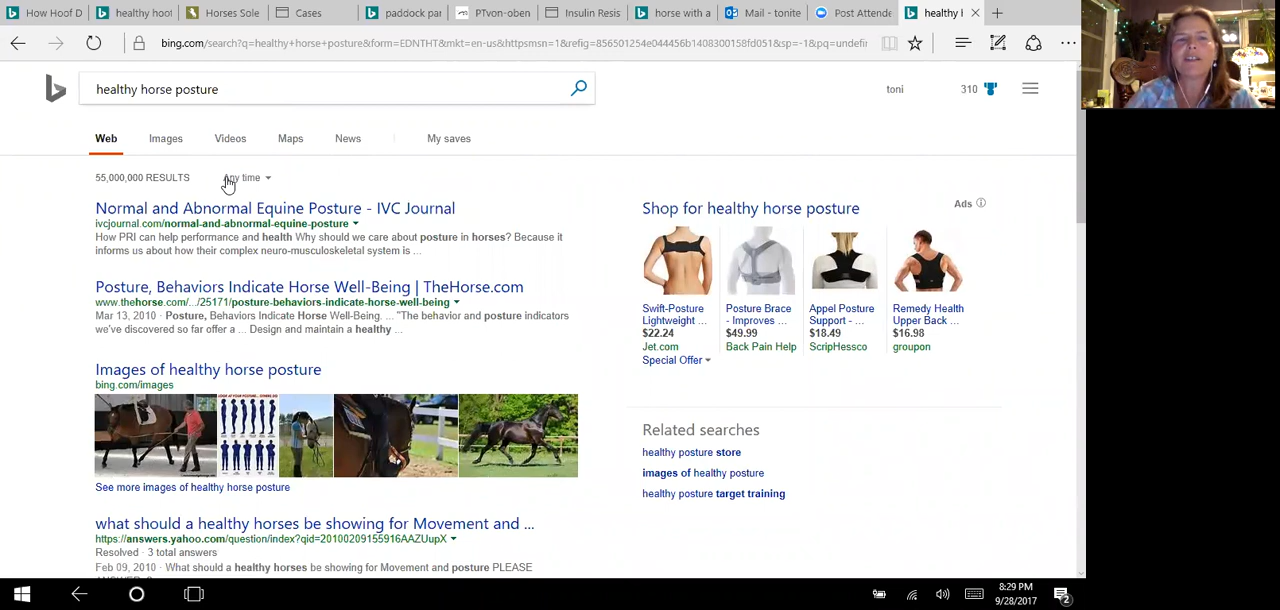 How Hoof D
healthy hoof
Horses Sole
Cases
paddock par
PTvon-oben
Insulin Resis
horse with a
Mail - tonite
Post Attende
healthy h
bing.com/search?q=healthy+horse+posture&form=EDNTHT&mkt=en-us&httpsmsn=1&refig=856501254e044456b1408300158fd051&sp=-1&pq=undefi
healthy horse posture
toni
310
Web
Images
Videos
Maps
News
My saves
55,000,000 RESULTS
Any time
Normal and Abnormal Equine Posture - IVC Journal
ivcjournal.com/normal-and-abnormal-equine-posture
How PRI can help performance and health Why should we care about posture in horses? Because it
informs us about how their complex neuro-musculoskeletal system is ...
Posture, Behaviors Indicate Horse Well-Being | TheHorse.com
www.thehorse.com/.../25171/posture-behaviors-indicate-horse-well-being
Mar 13, 2010 · Posture, Behaviors Indicate Horse Well-Being. ... "The behavior and posture indicators
we've discovered so far offer a ... Design and maintain a healthy ...
Images of healthy horse posture
bing.com/images
See more images of healthy horse posture
what should a healthy horses be showing for Movement and ...
https://answers.yahoo.com/question/index?qid=20100209155916AAZUupX
Resolved · 3 total answers
Feb 09, 2010 · What should a healthy horses be showing for Movement and posture PLEASE
Shop for healthy horse posture
Ads
Swift-Posture
Lightweight ...
$22.24
Jet.com
Special Offer
Posture Brace
- Improves ...
$49.99
Back Pain Help
Appel Posture
Support - ...
$18.49
ScripHessco
Remedy Health
Upper Back ...
$16.98
groupon
Related searches
healthy posture store
images of healthy posture
healthy posture target training
8:29 PM
9/28/2017
2